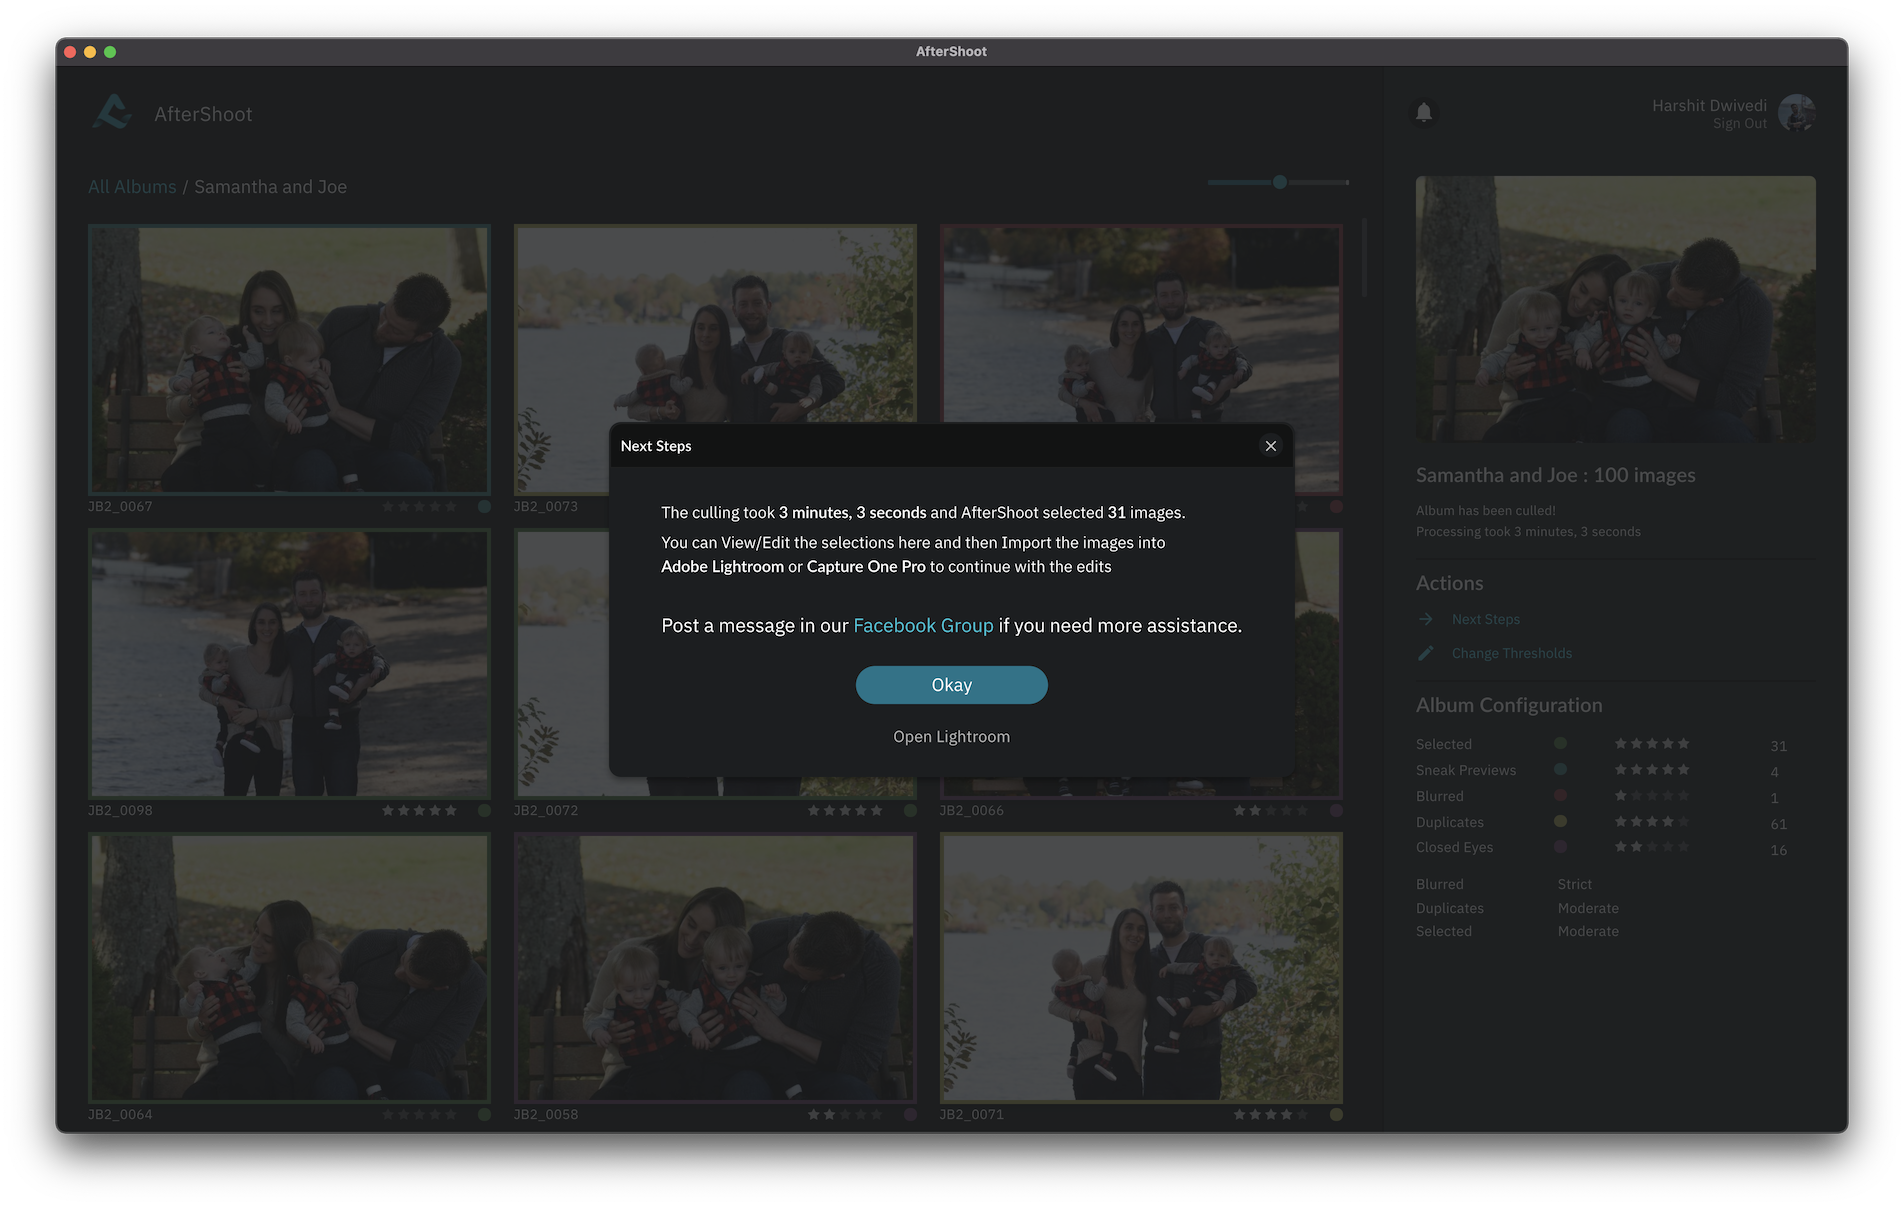 AfterShoot
AfterShoot
Harshit Dwivedi
Sign Out
All Albums / Samantha and Joe
JB2_0067
JB2_0073
JB2_0098
JB2_0072
JB2_0066
JB2_0064
JB2_0058
JB2_0071
Next Steps
The culling took 3 minutes, 3 seconds and AfterShoot selected 31 images.
You can View/Edit the selections here and then Import the images into
Adobe Lightroom or Capture One Pro to continue with the edits
Post a message in our Facebook Group if you need more assistance.
Okay
Open Lightroom
Samantha and Joe : 100 images
Album has been culled!
Processing took 3 minutes, 3 seconds
Actions
Next Steps
Change Thresholds
Album Configuration
Selected 31
Sneak Previews 4
Blurred 1
Duplicates 61
Closed Eyes 16
Blurred Strict
Duplicates Moderate
Selected Moderate